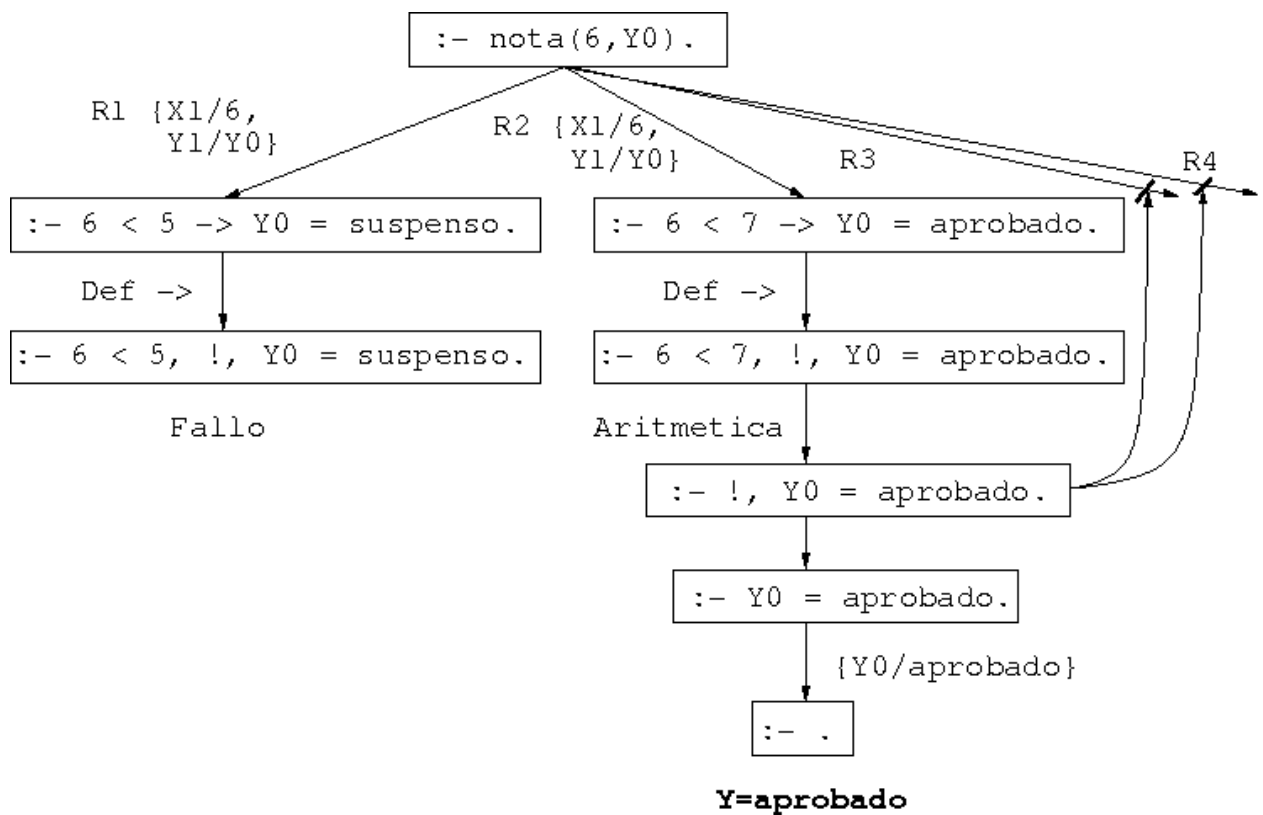 :- nota(6,Y0).
R1 {X1/6,
Y1/Y0}
R2 {X1/6,
Y1/Y0}
R3
R4
:- 6 < 5 -> Y0 = suspenso.
:- 6 < 7 -> Y0 = aprobado.
Def ->
Def ->
:- 6 < 5, !, Y0 = suspenso.
:- 6 < 7, !, Y0 = aprobado.
Fallo
Aritmetica
:- !, Y0 = aprobado.
:- Y0 = aprobado.
{Y0/aprobado}
:- .
Y=aprobado